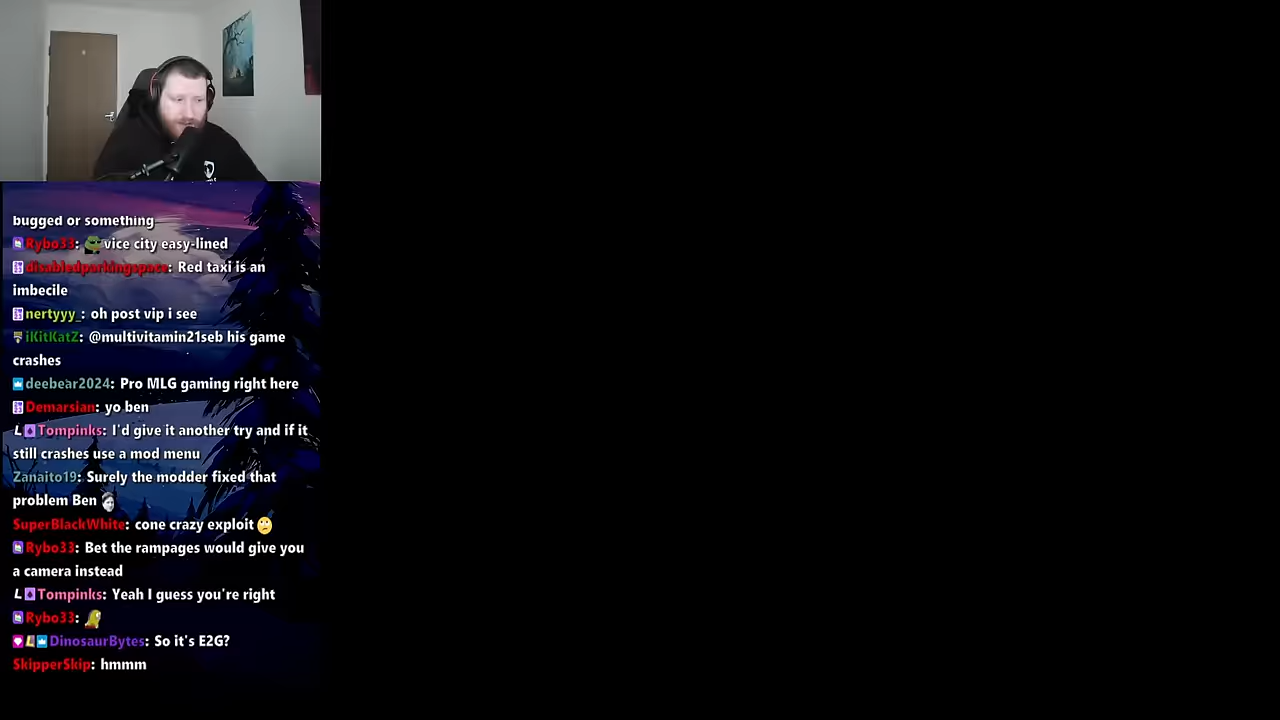 bugged or something
Rybo33: vice city easy-lined
disabledparkingspace: Red taxi is an
imbecile
nertyyy_: oh post vip i see
iKitKatZ: @multivitamin21seb his game
crashes
deebear2024: Pro MLG gaming right here
Demarsian: yo ben
L Tompinks: I'd give it another try and if it
still crashes use a mod menu
Zanaito19: Surely the modder fixed that
problem Ben
SuperBlackWhite: cone crazy exploit
Rybo33: Bet the rampages would give you
a camera instead
L Tompinks: Yeah I guess you're right
Rybo33:
DinosaurBytes: So it's E2G?
SkipperSkip: hmmm